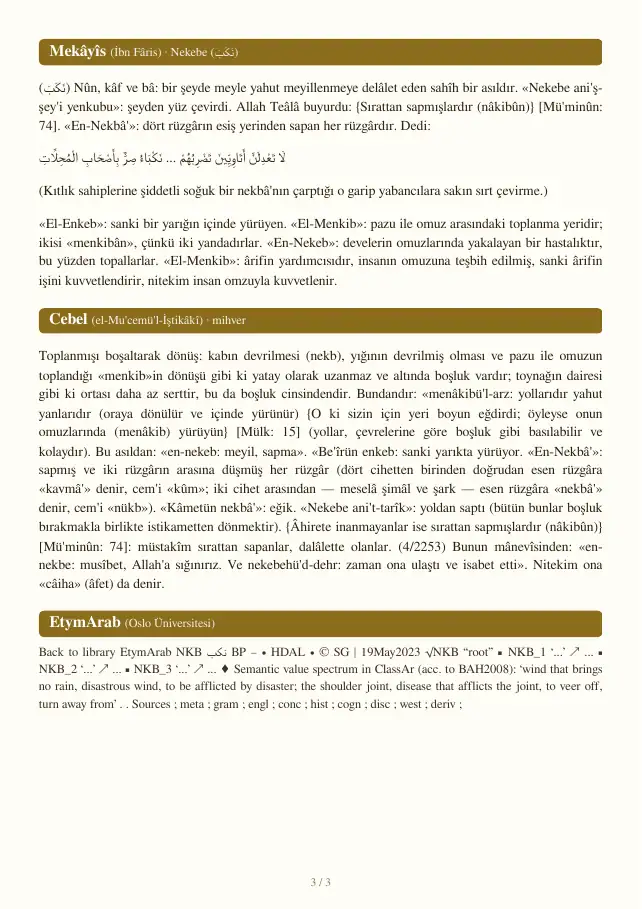 Mekâyîs (İbn Fâris) · Nekebe (نَكَبَ)
(نَكَبَ) Nûn, kâf ve bâ: bir şeyde meyle yahut meyillenmeye delâlet eden sahîh bir asıldır. «Nekebe ani'ş-
şey'i yenkubu»: şeyden yüz çevirdi. Allah Teâlâ buyurdu: {Sırattan sapmışlardır (nâkibûn)} [Mü'minûn:
74]. «En-Nekbâ'»: dört rüzgârın esiş yerinden sapan her rüzgârdır. Dedi:
لَا تَعْدِلَنَّ أَتَاوِيِّينَ تَضْرِبُهُمْ ... نَكْبَاءُ صِرٌّ بِأَصْحَابِ الْمُحِلَّاتِ
(Kıtlık sahiplerine şiddetli soğuk bir nekbâ'nın çarptığı o garip yabancılara sakın sırt çevirme.)
«El-Enkeb»: sanki bir yarığın içinde yürüyen. «El-Menkib»: pazu ile omuz arasındaki toplanma yeridir;
ikisi «menkibân», çünkü iki yandadırlar. «En-Nekeb»: develerin omuzlarında yakalayan bir hastalıktır,
bu yüzden topallarlar. «El-Menkib»: ârifin yardımcısıdır, insanın omuzuna teşbih edilmiş, sanki ârifin
işini kuvvetlendirir, nitekim insan omzuyla kuvvetlenir.
Cebel (el-Mu'cemü'l-İştikâkî) · mihver
Toplanmışı boşaltarak dönüş: kabın devrilmesi (nekb), yığının devrilmiş olması ve pazu ile omuzun
toplandığı «menkib»in dönüşü gibi ki yatay olarak uzanmaz ve altında boşluk vardır; toynağın dairesi
gibi ki ortası daha az serttir, bu da boşluk cinsindendir. Bundandır: «menâkibü'l-arz: yollarıdır yahut
yanlarıdır (oraya dönülür ve içinde yürünür) {O ki sizin için yeri boyun eğdirdi; öyleyse onun
omuzlarında (menâkib) yürüyün} [Mülk: 15] (yollar, çevrelerine göre boşluk gibi basılabilir ve
kolaydır). Bu asıldan: «en-nekeb: meyil, sapma». «Be'îrün enkeb: sanki yarıkta yürüyor. «En-Nekbâ'»:
sapmış ve iki rüzgârın arasına düşmüş her rüzgâr (dört cihetten birinden doğrudan esen rüzgâra
«kavmâ'» denir, cem'i «kûm»; iki cihet arasından — meselâ şimâl ve şark — esen rüzgâra «nekbâ'»
denir, cem'i «nükb»). «Kâmetün nekbâ'»: eğik. «Nekebe ani't-tarîk»: yoldan saptı (bütün bunlar boşluk
bırakmakla birlikte istikametten dönmektir). {Âhirete inanmayanlar ise sırattan sapmışlardır (nâkibûn)}
[Mü'minûn: 74]: müstakîm sırattan sapanlar, dalâlette olanlar. (4/2253) Bunun mânevîsinden: «en-
nekbe: musîbet, Allah'a sığınırız. Ve nekebehü'd-dehr: zaman ona ulaştı ve isabet etti». Nitekim ona
«câiha» (âfet) da denir.
EtymArab (Oslo Üniversitesi)
Back to library EtymArab NKB نكب BP – • HDAL • © SG | 19May2023 √NKB “root” ▪ NKB_1 ‘...’ ↗ ... ▪
NKB_2 ‘...’ ↗ ... ▪ NKB_3 ‘...’ ↗ ... ♦ Semantic value spectrum in ClassAr (acc. to BAH2008): ‘wind that brings
no rain, disastrous wind, to be afflicted by disaster; the shoulder joint, disease that afflicts the joint, to veer off,
turn away from’ . . Sources ; meta ; gram ; engl ; conc ; hist ; cogn ; disc ; west ; deriv ;
3 / 3